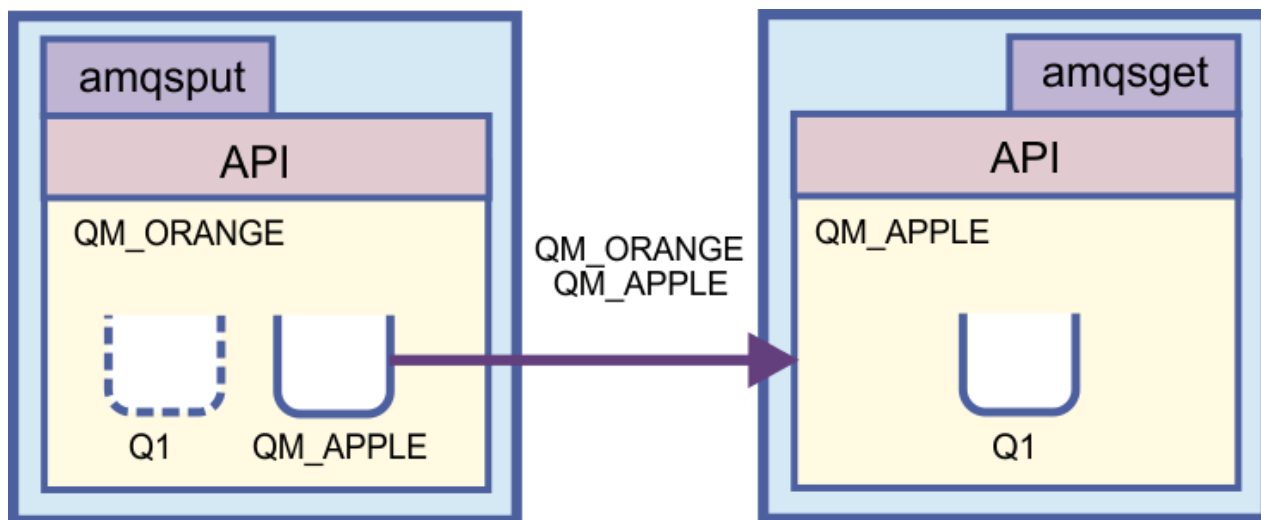 amqsput
API
QM_ORANGE
Q1
QM_APPLE
QM_ORANGE
QM_APPLE
amqsget
API
QM_APPLE
Q1